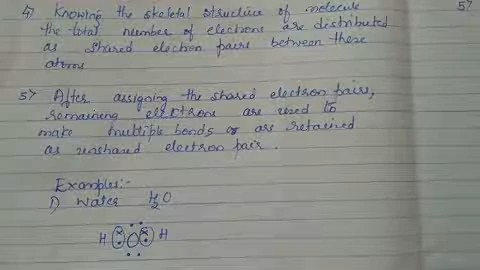 4) Knowing the skeletal structure of molecule
the total number of electrons are distributed
as shared electron pairs between these
atoms
5) After assigning the shared electron pairs,
remaining electrons are used to
make multiple bonds or are retained
as unshared electron pair.
Examples:-
1) Water H2O
H O H
5)